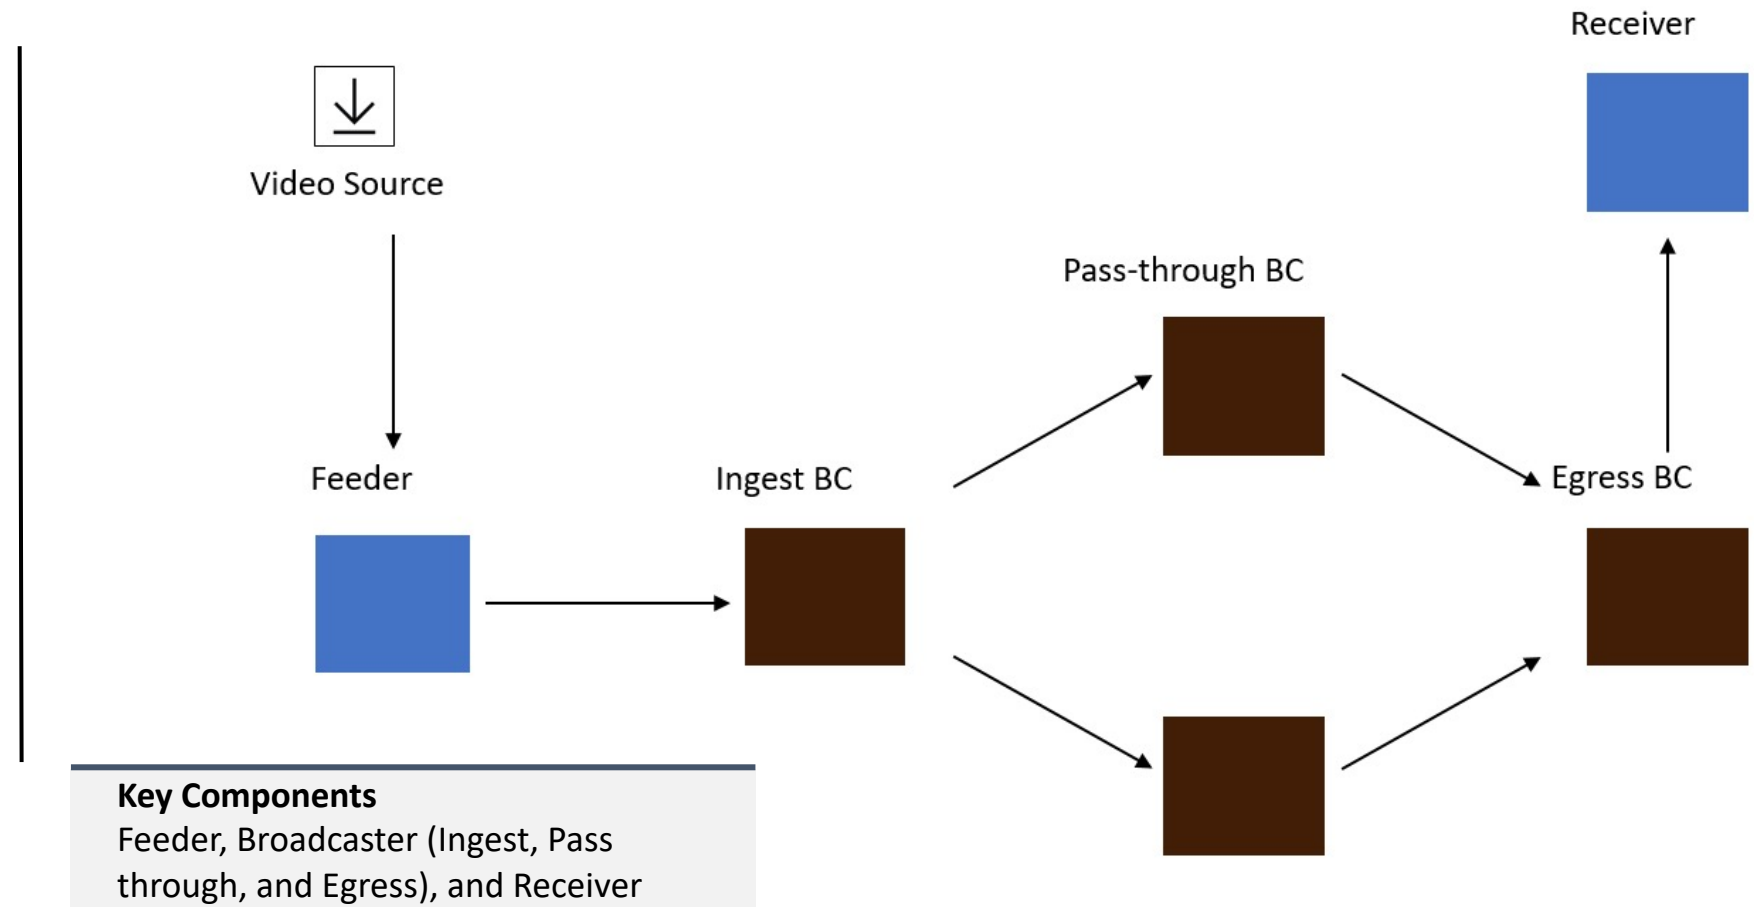 Receiver
Video Source
Pass-through BC
Feeder
Ingest BC
Egress BC
Key Components
Feeder, Broadcaster (Ingest, Pass
through, and Egress), and Receiver